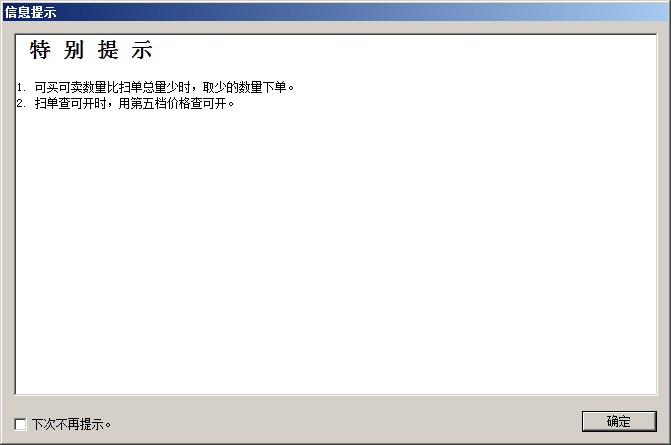 信息提示
特 别 提 示
1. 可买可卖数量比扫单总量少时，取少的数量下单。
2. 扫单查可开时，用第五档价格查可开。
下次不再提示。
确定